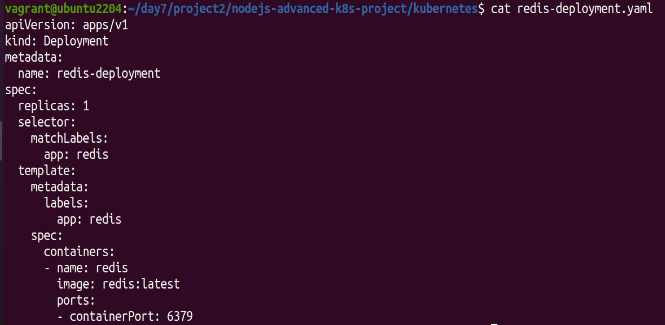 vagrant@ubuntu2204:~/day7/project2/nodejs-advanced-k8s-project/kubernetes$ cat redis-deployment.yaml
apiVersion: apps/v1
kind: Deployment
metadata:
  name: redis-deployment
spec:
  replicas: 1
  selector:
    matchLabels:
      app: redis
  template:
    metadata:
      labels:
        app: redis
    spec:
      containers:
      - name: redis
        image: redis:latest
        ports:
        - containerPort: 6379